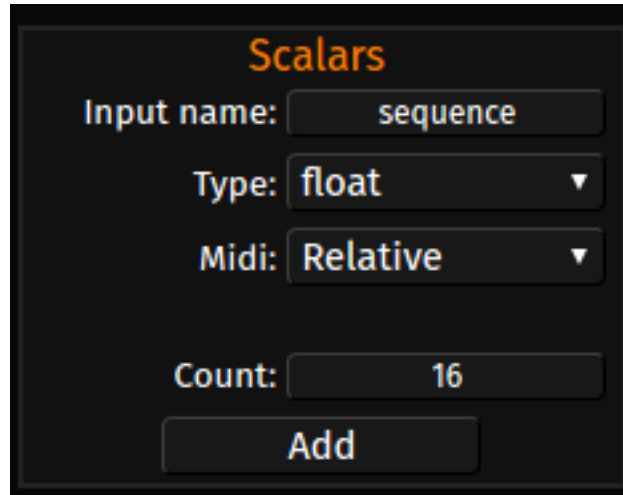 Scalars
Input name: sequence
Type: float
Midi: Relative
Count: 16
Add